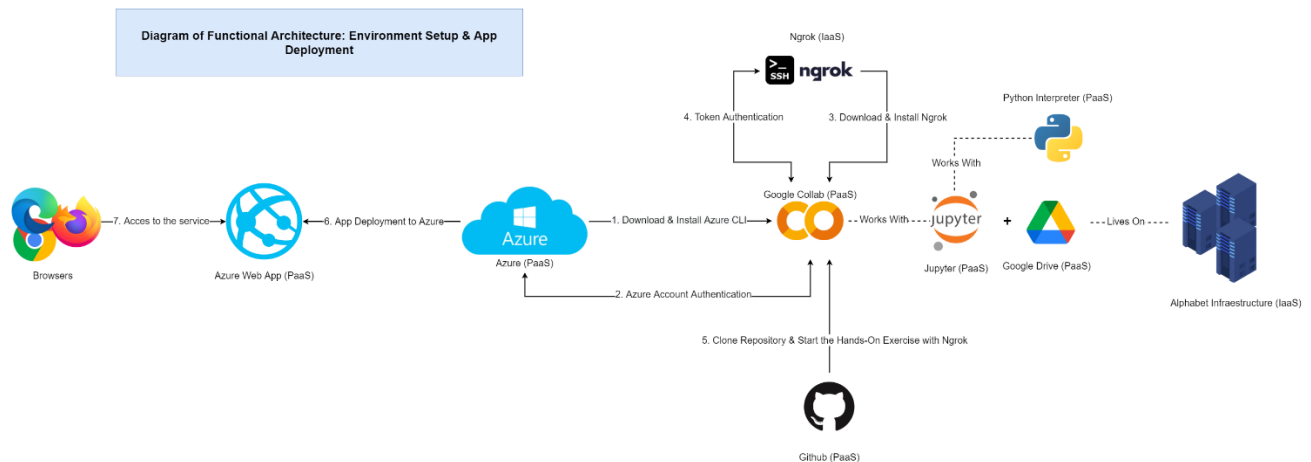 Diagram of Functional Architecture: Environment Setup & App
Deployment
Ngrok (IaaS)
>_
SSH
ngrok
4. Token Authentication
3. Download & Install Ngrok
Python Interpreter (PaaS)
Works With
Google Collab (PaaS)
7. Acces to the service
6. App Deployment to Azure
Azure
1. Download & Install Azure CLI
Works With
jupyter
+
Lives On
Browsers
Azure Web App (PaaS)
Azure (PaaS)
Jupyter (PaaS)
Google Drive (PaaS)
2. Azure Account Authentication
Alphabet Infraestructure (IaaS)
5. Clone Repository & Start the Hands-On Exercise with Ngrok
Github (PaaS)